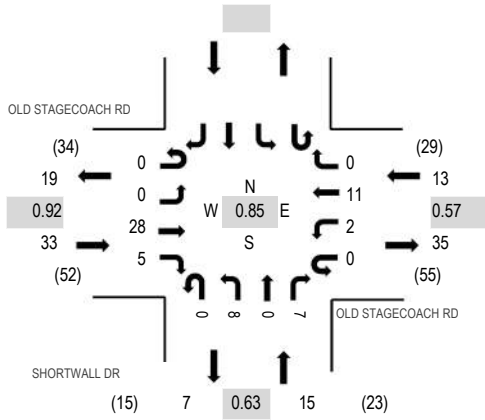 OLD STAGECOACH RD
(34)
(29)
0
0
19
13
0
11
N
0.92
W
0.85
E
0.57
28
2
33
S
35
5
0
(52)
(55)
0
8
0
7
OLD STAGECOACH RD
SHORTWALL DR
(15) 7 0.63 15 (23)